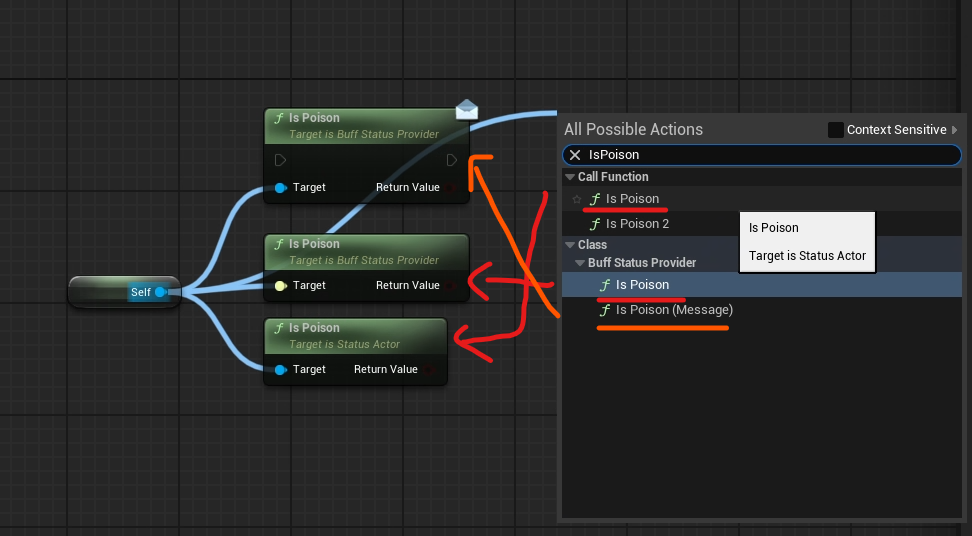 Is Poison
Target is Buff Status Provider
Target Return Value
Is Poison
Target is Buff Status Provider
Target Return Value
Self
Is Poison
Target is Status Actor
Target Return Value
All Possible Actions Context Sensitive
IsPoison
Call Function
Is Poison
Is Poison 2
Class
Buff Status Provider
Is Poison
Is Poison (Message)
Is Poison
Target is Status Actor